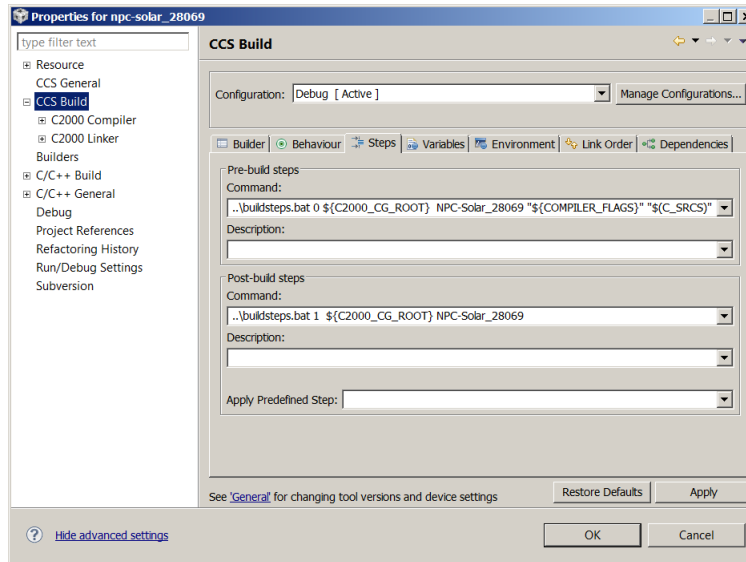 Properties for npc-solar_28069
type filter text
Resource
CCS General
CCS Build
C2000 Compiler
C2000 Linker
Builders
C/C++ Build
C/C++ General
Debug
Project References
Refactoring History
Run/Debug Settings
Subversion
CCS Build
Configuration: Debug [ Active ] Manage Configurations...
Builder Behaviour Steps Variables Environment Link Order Dependencies
Pre-build steps
Command:
..\buildsteps.bat 0 ${C2000_CG_ROOT} NPC-Solar_28069 "${COMPILER_FLAGS}" "$(C_SRCS)"
Description:
Post-build steps
Command:
..\buildsteps.bat 1 ${C2000_CG_ROOT} NPC-Solar_28069
Description:
Apply Predefined Step:
See 'General' for changing tool versions and device settings
Restore Defaults Apply
? Hide advanced settings
OK Cancel